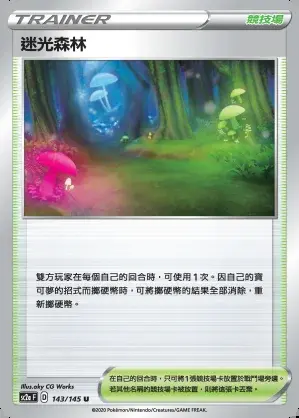 TRAINER
競技場
迷光森林
雙方玩家在每個自己的回合時，可使用1次。因自己的寶
可夢的招式而擲硬幣時，可將擲硬幣的結果全部消除，重
新擲硬幣。
Illus.oky CG Works
SC2a F
143/145 U
在自己的回合時，只可將1張競技場卡放置於戰鬥場旁邊。
若其他名稱的競技場卡被放置，則將這張卡丟棄。
©2020 Pokémon/Nintendo/Creatures/GAME FREAK.